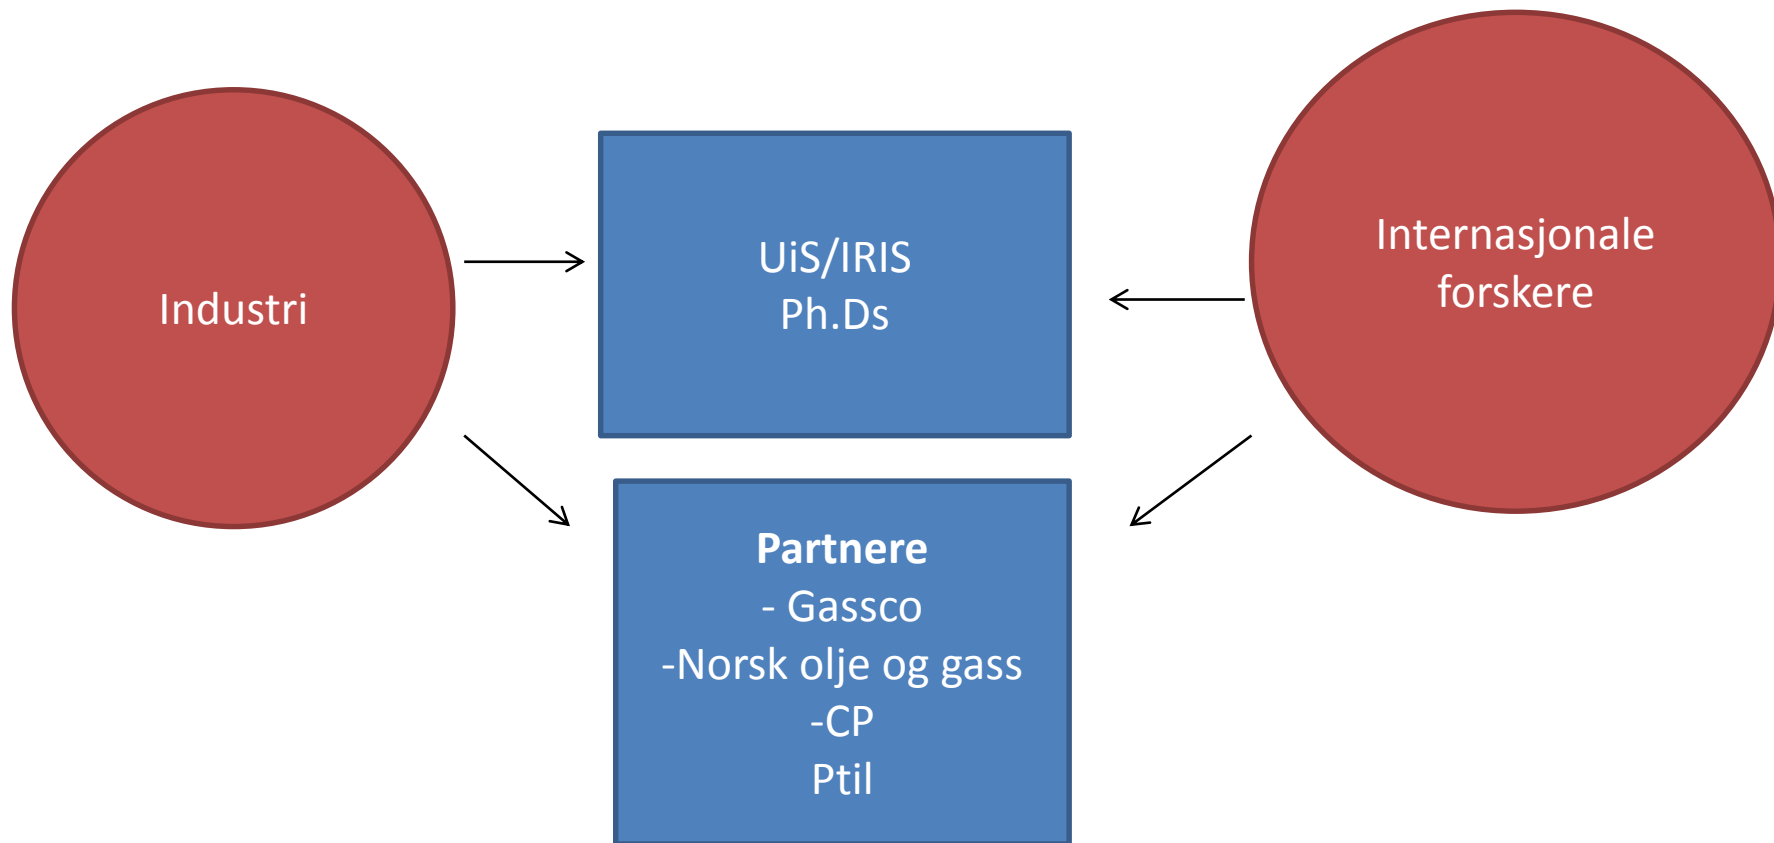 Industri
UiS/IRIS
Ph.Ds
Internasjonale
forskere
Partnere
- Gassco
-Norsk olje og gass
-CP
Ptil